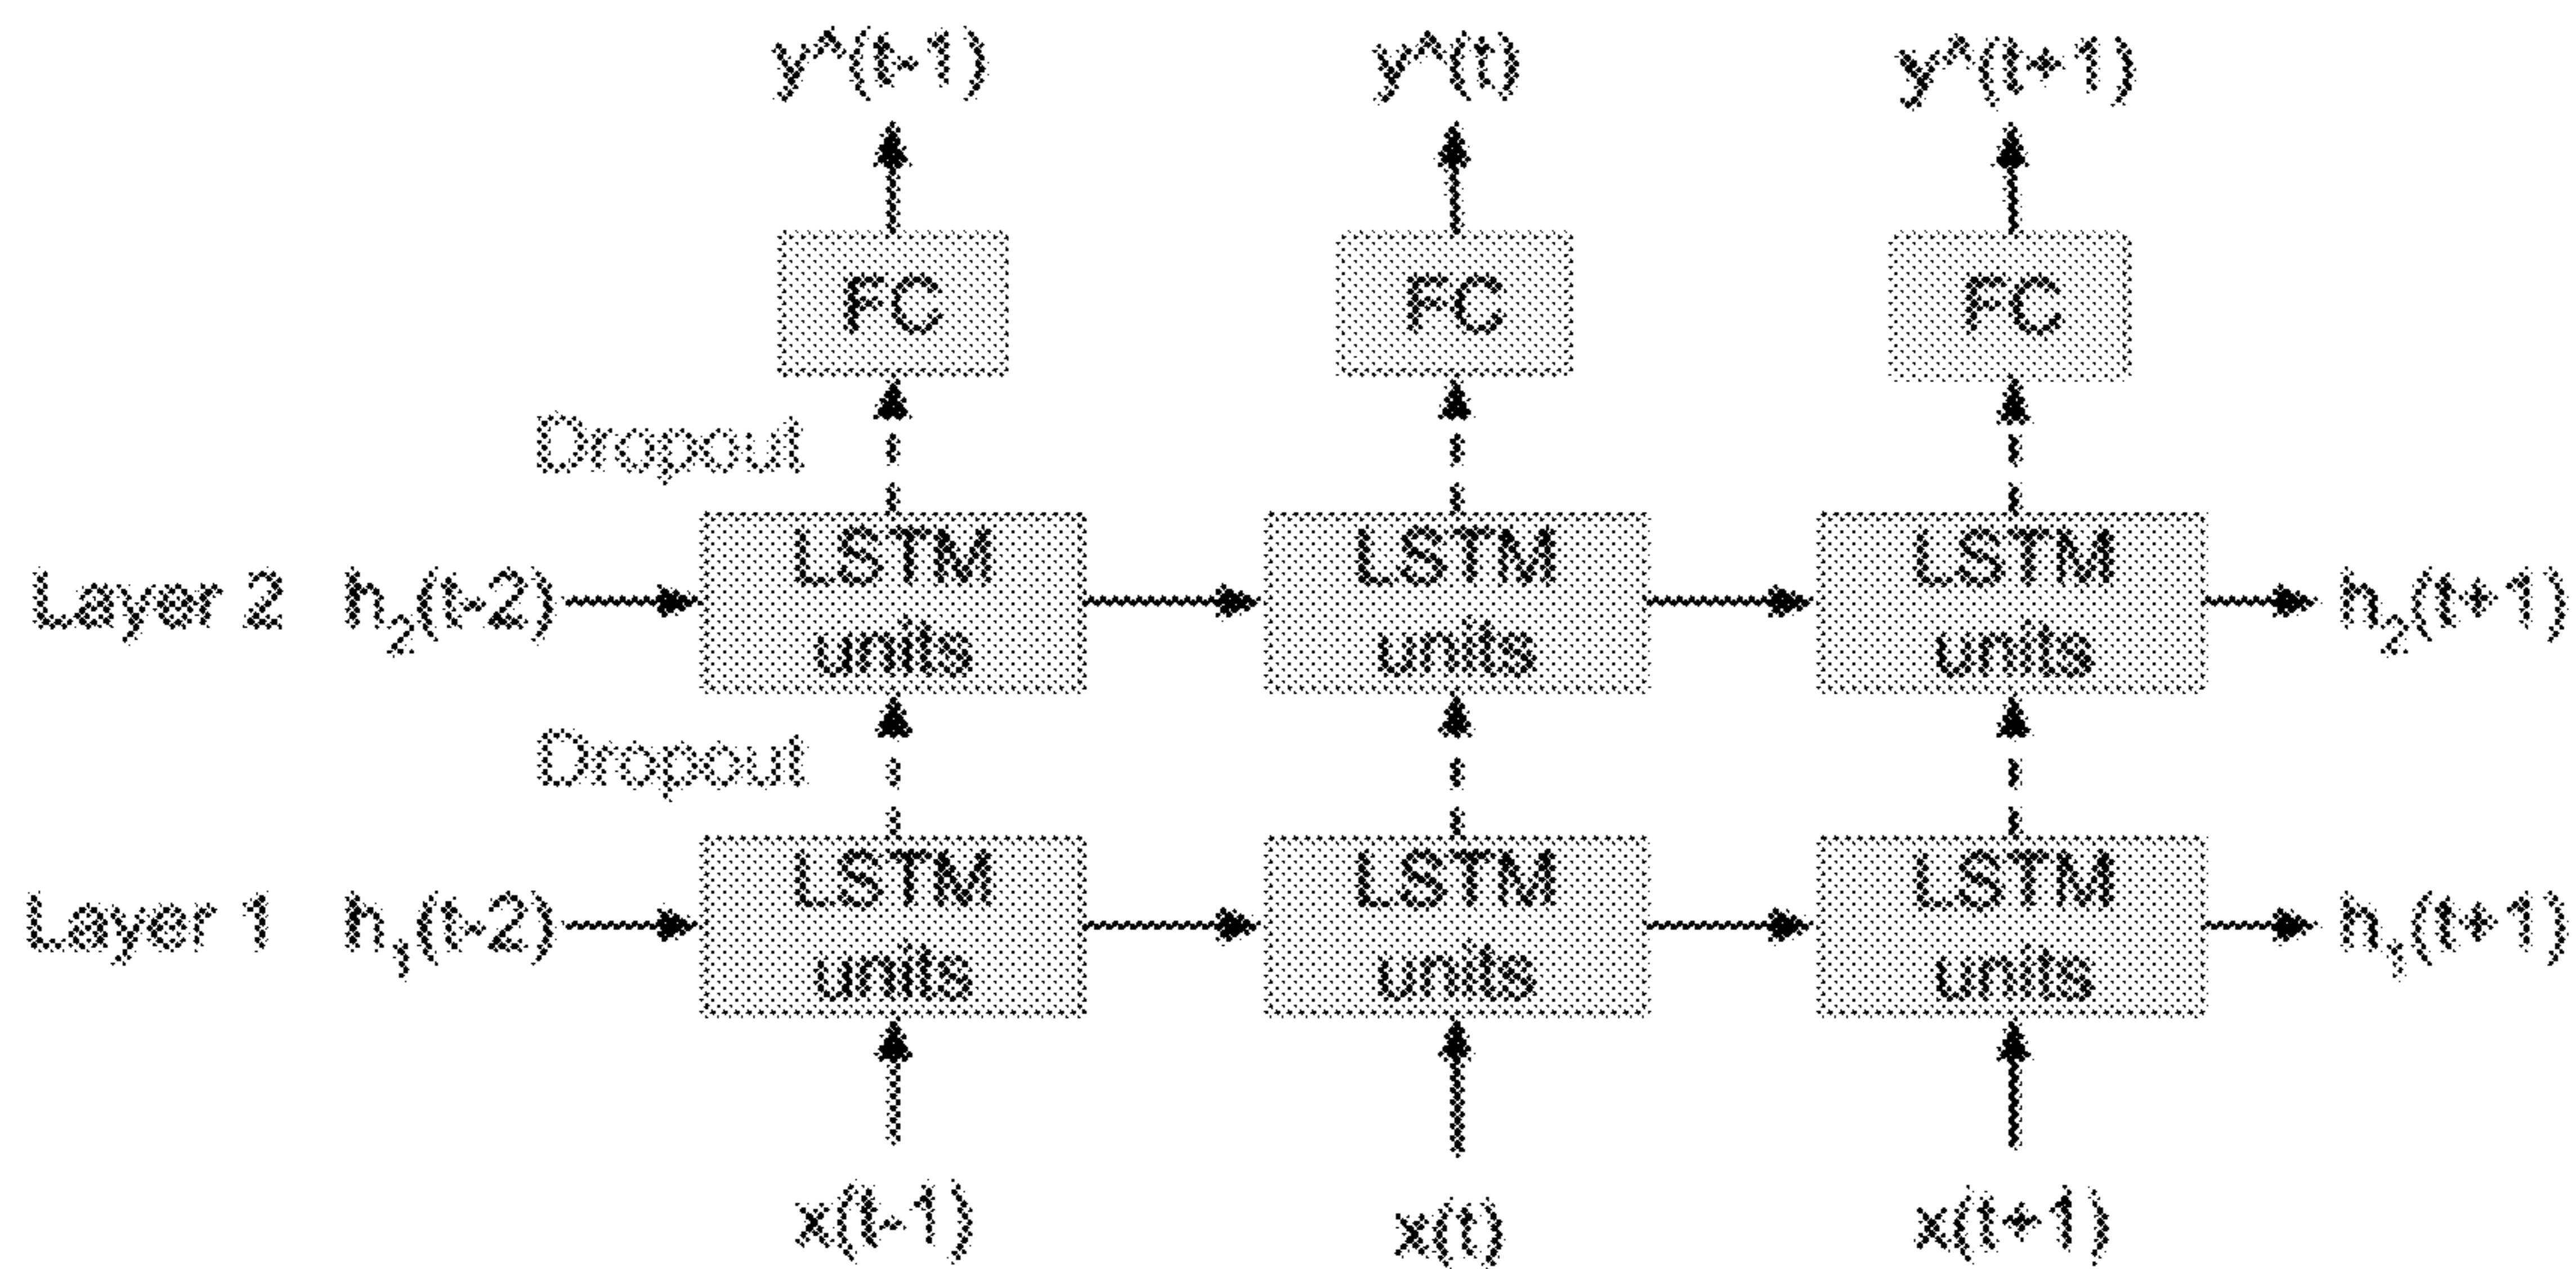 y^(t-1) y^(t) y^(t+1)
FC FC FC
Dropout
Layer 2 h₂(t-2) LSTM units LSTM units LSTM units h₂(t+1)
Dropout
Layer 1 h₁(t-2) LSTM units LSTM units LSTM units h₁(t+1)
x(t-1) x(t) x(t+1)